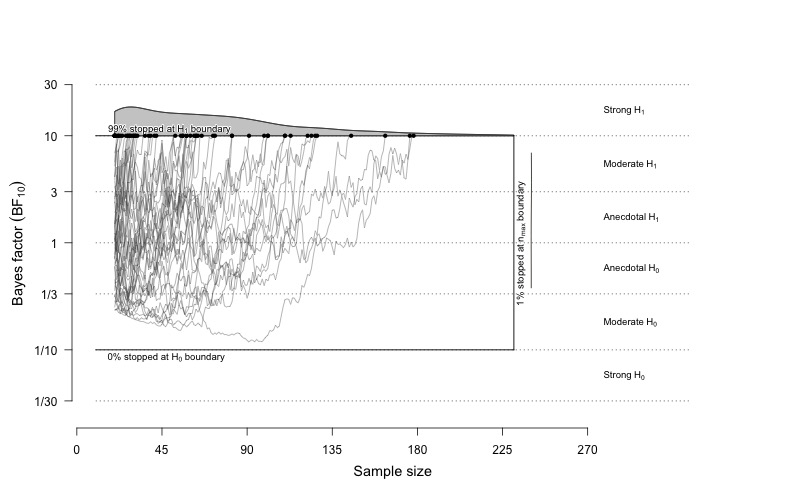 30
Strong H₁
99% stopped at H₁ boundary
10
Moderate H₁
3
Anecdotal H₁
1
Anecdotal H₀
1/3
Moderate H₀
1/10
0% stopped at H₀ boundary
Strong H₀
1/30
Bayes factor (BF₁₀)
1% stopped at nmax boundary
0 45 90 135 180 225 270
Sample size